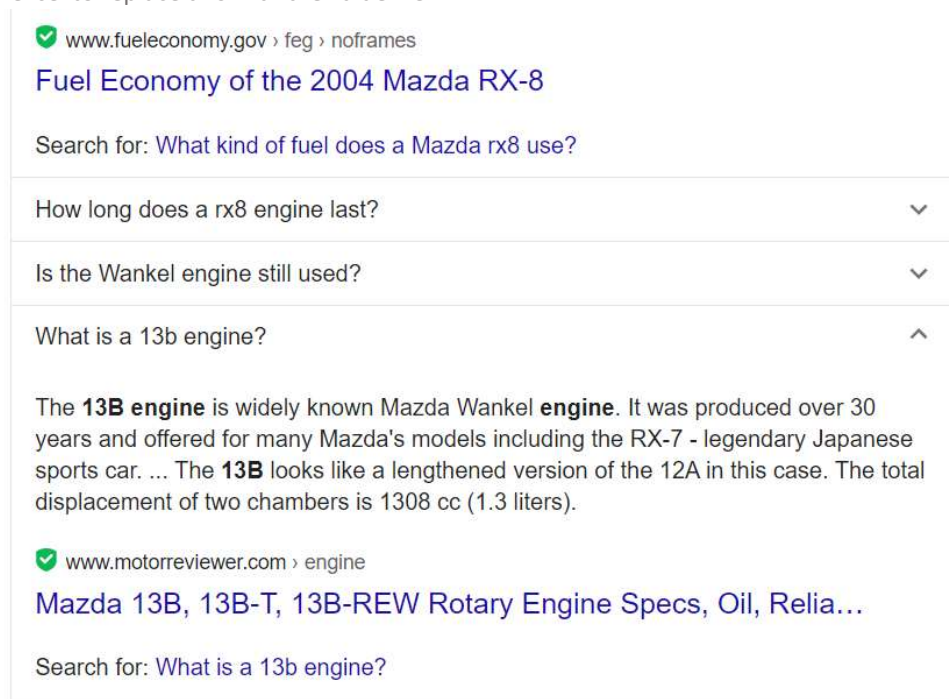 www.fueleconomy.gov › feg › noframes
Fuel Economy of the 2004 Mazda RX-8
Search for: What kind of fuel does a Mazda rx8 use?
How long does a rx8 engine last?
Is the Wankel engine still used?
What is a 13b engine?
The 13B engine is widely known Mazda Wankel engine. It was produced over 30
years and offered for many Mazda's models including the RX-7 - legendary Japanese
sports car. ... The 13B looks like a lengthened version of the 12A in this case. The total
displacement of two chambers is 1308 cc (1.3 liters).
www.motorreviewer.com › engine
Mazda 13B, 13B-T, 13B-REW Rotary Engine Specs, Oil, Relia...
Search for: What is a 13b engine?